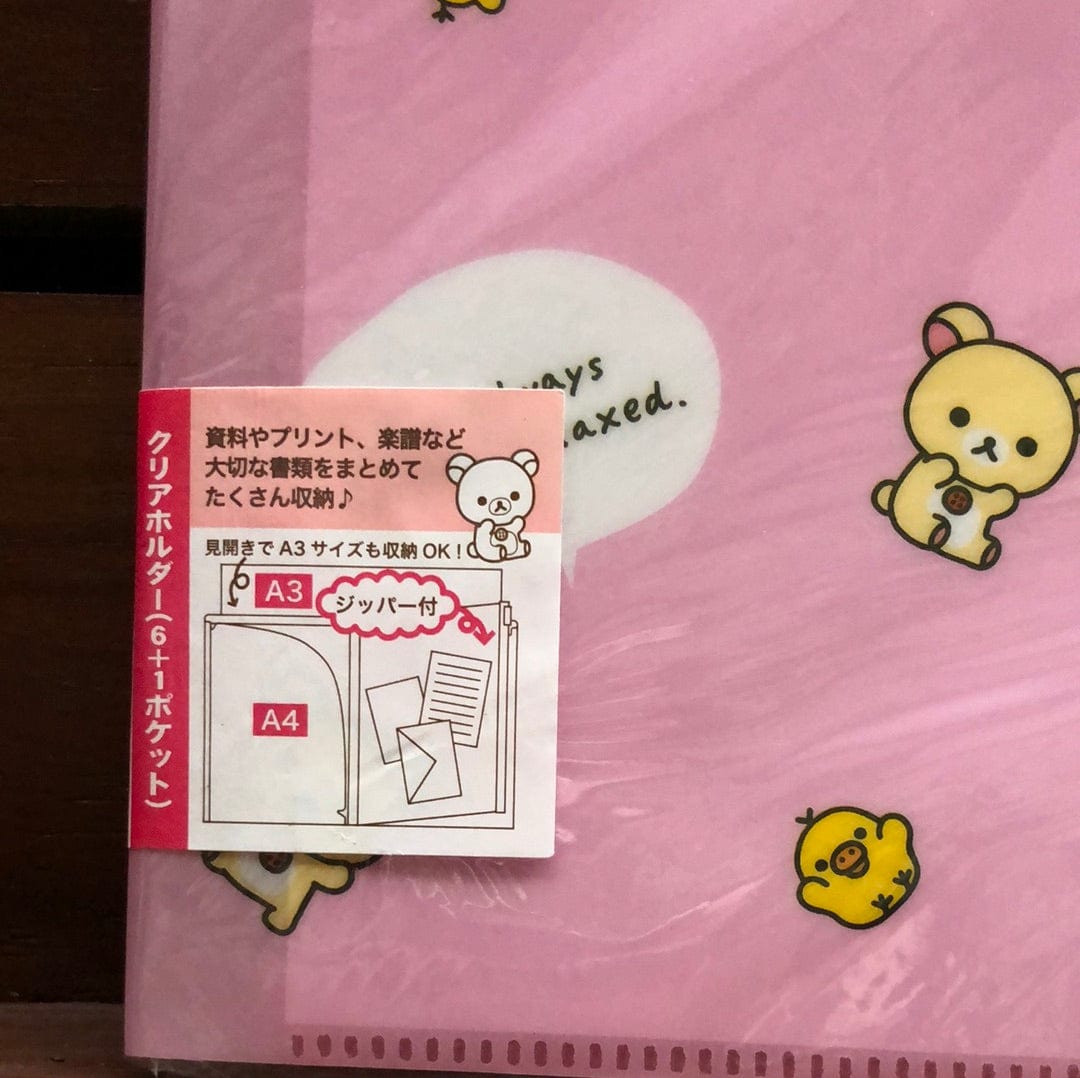 クリアホルダー(6+1ポケット)
資料やプリント、楽譜など
大切な書類をまとめて
たくさん収納♪
見開きでA3サイズも収納OK!
A3
ジッパー付
A4